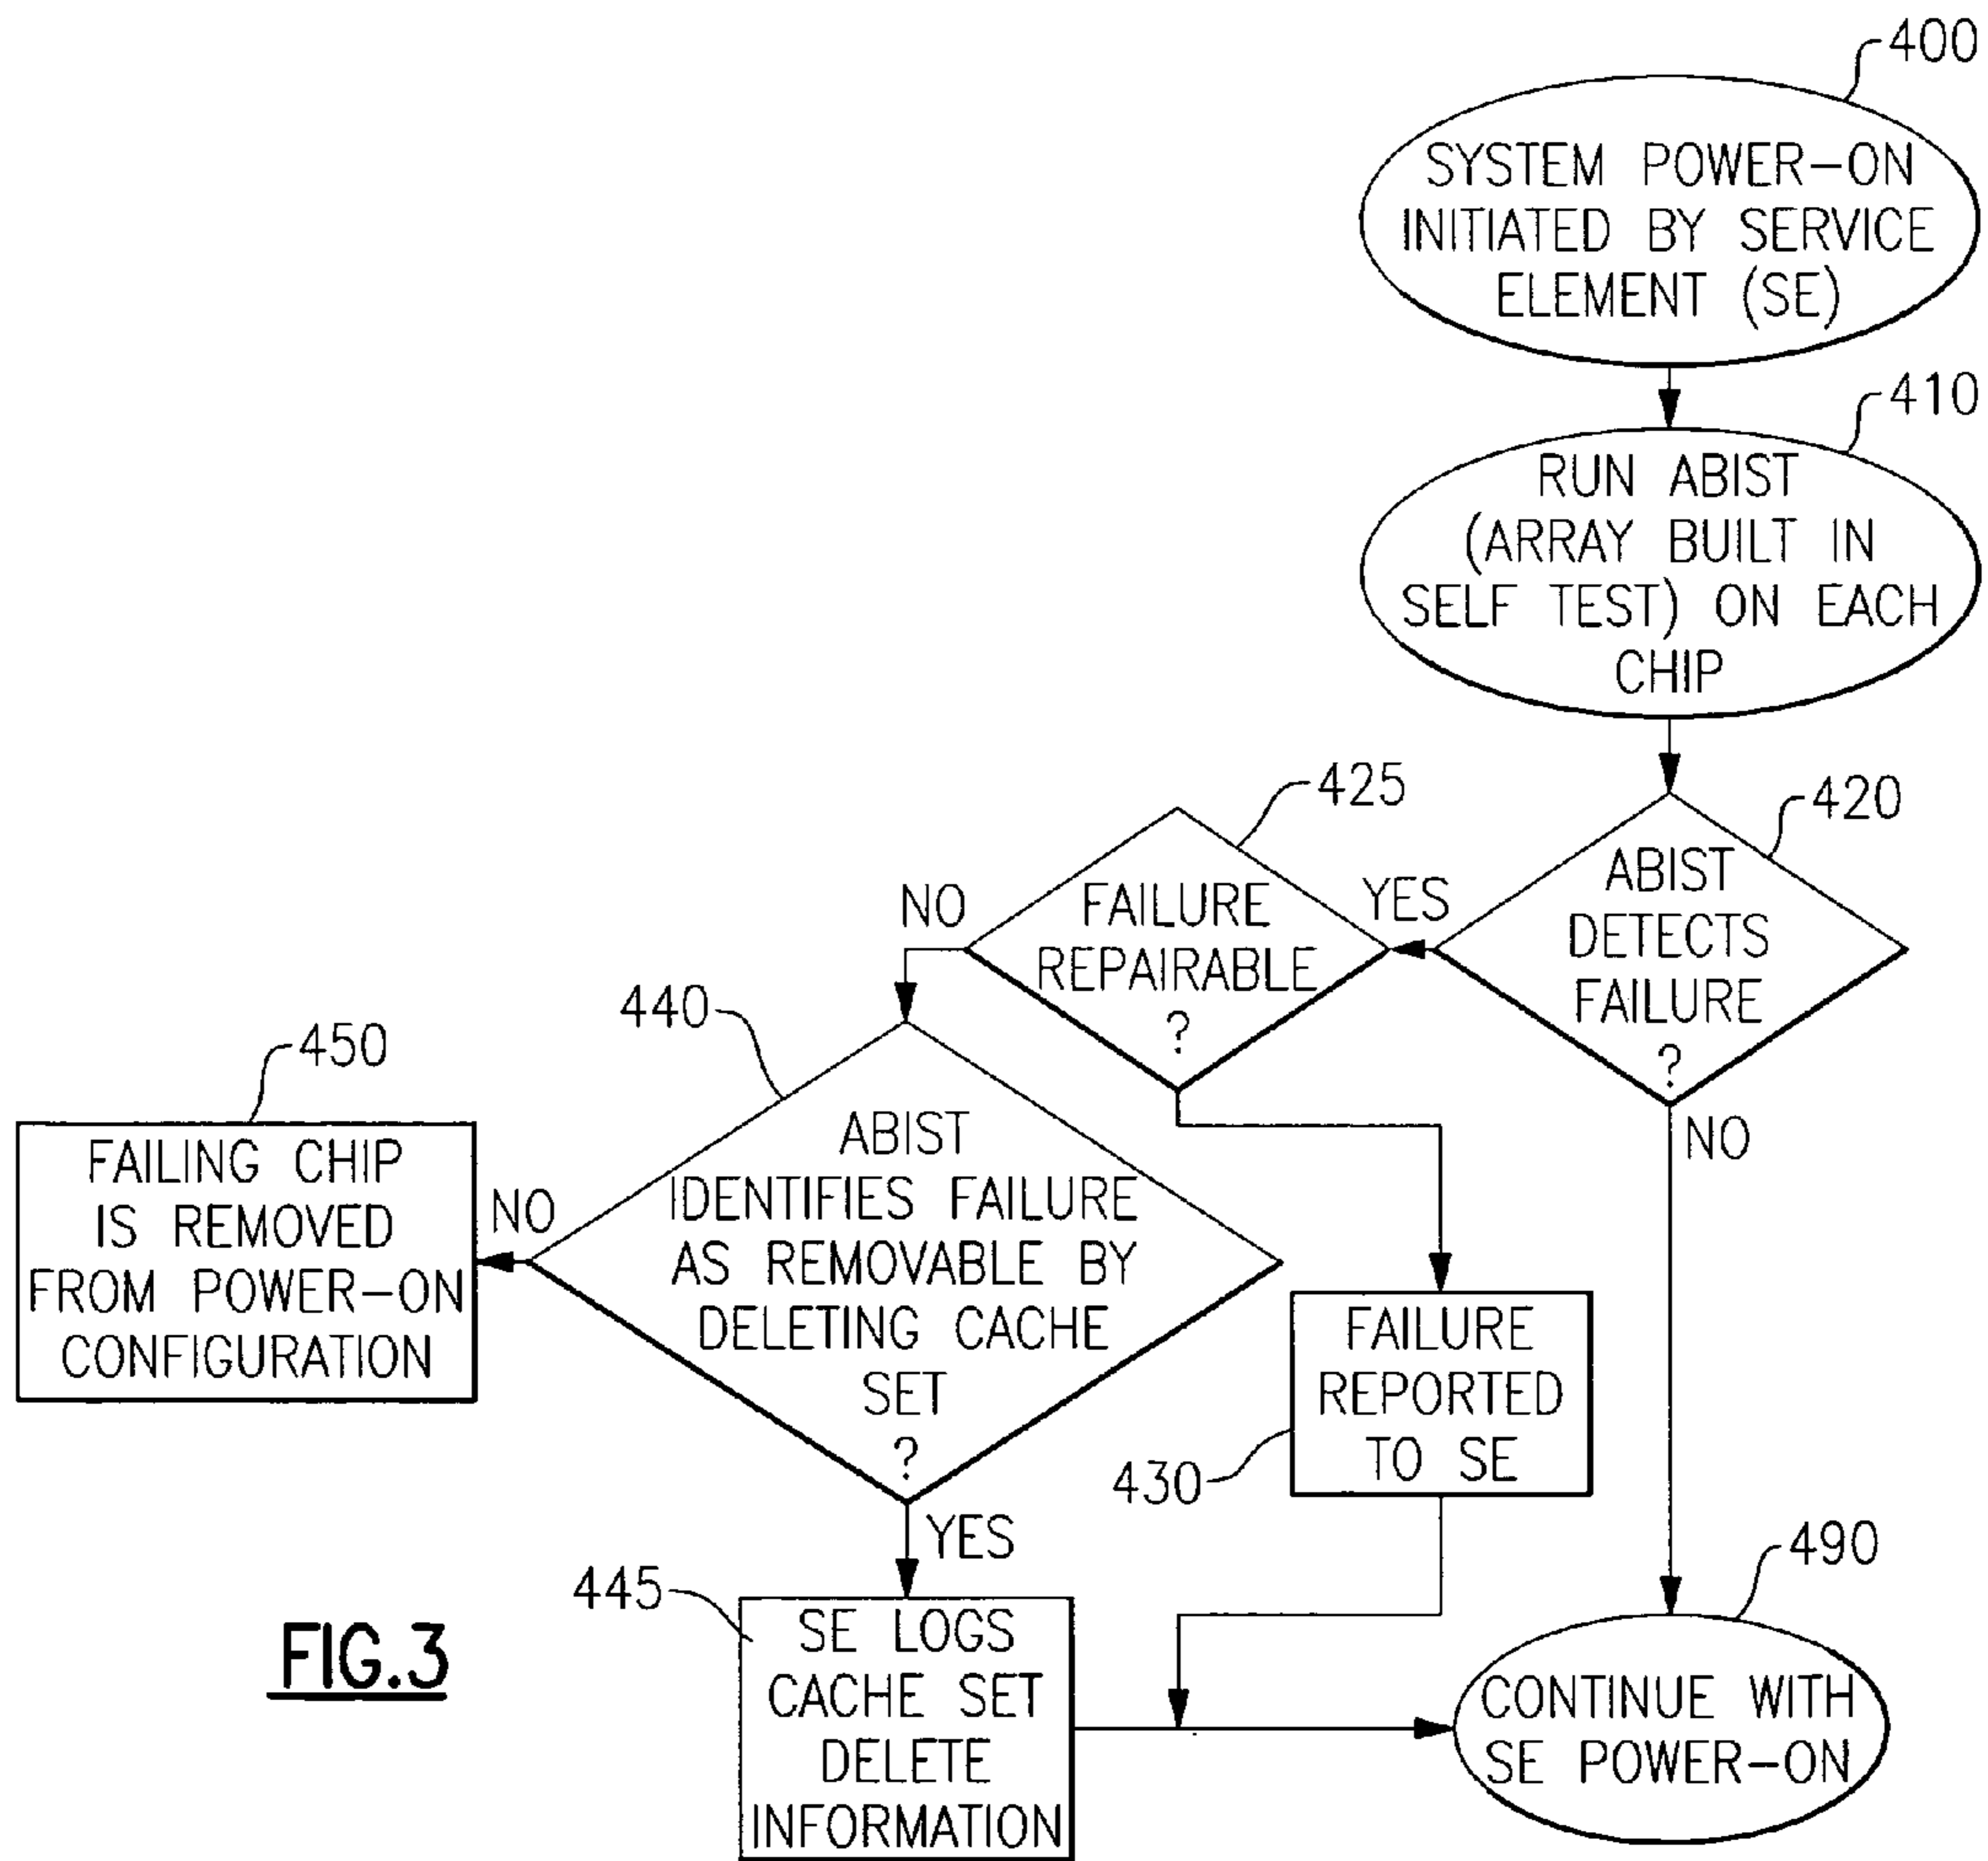 400
SYSTEM POWER-ON
INITIATED BY SERVICE
ELEMENT (SE)
410
RUN ABIST
(ARRAY BUILT IN
SELF TEST) ON EACH
CHIP
420
ABIST
DETECTS
FAILURE
?
YES
NO
425
FAILURE
REPAIRABLE
?
NO
440
ABIST
IDENTIFIES FAILURE
AS REMOVABLE BY
DELETING CACHE
SET
?
NO
YES
450
FAILING CHIP
IS REMOVED
FROM POWER-ON
CONFIGURATION
FAILURE
REPORTED
TO SE
430
445
SE LOGS
CACHE SET
DELETE
INFORMATION
490
CONTINUE WITH
SE POWER-ON
FIG.3